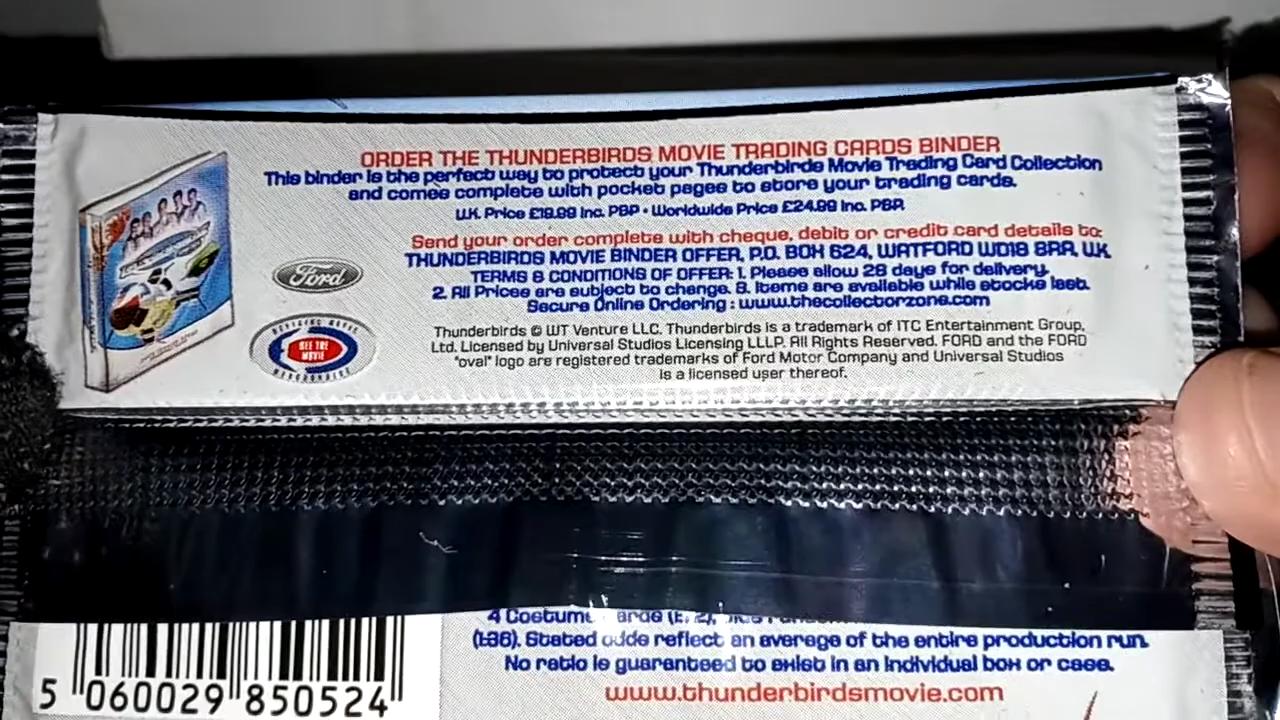 ORDER THE THUNDERBIRDS MOVIE TRADING CARDS BINDER
This binder is the perfect way to protect your Thunderbirds Movie Trading Card Collection
and comes complete with pocket pages to store your trading cards.
U.K. Price £19.99 Inc. P&P • Worldwide Price £24.99 Inc. P&P.
Send your order complete with cheque, debit or credit card details to:
THUNDERBIRDS MOVIE BINDER OFFER, P.O. BOX 624, WATFORD WD18 8RA, U.K.
TERMS & CONDITIONS OF OFFER: 1. Please allow 28 days for delivery.
2. All Prices are subject to change. 3. Items are available while stocks last.
Secure Online Ordering : www.thecollectorzone.com
Ford
OFFICIAL MOVIE
SEE THE
MOVIE
MERCHANDISE
Thunderbirds © WT Venture LLC. Thunderbirds is a trademark of ITC Entertainment Group,
Ltd. Licensed by Universal Studios Licensing LLLP. All Rights Reserved. FORD and the FORD
"oval" logo are registered trademarks of Ford Motor Company and Universal Studios
is a licensed user thereof.
4
(1:36). Stated odds reflect an average of the entire production run.
No ratio is guaranteed to exist in an individual box or case.
www.thunderbirdsmovie.com
5 060029 850524